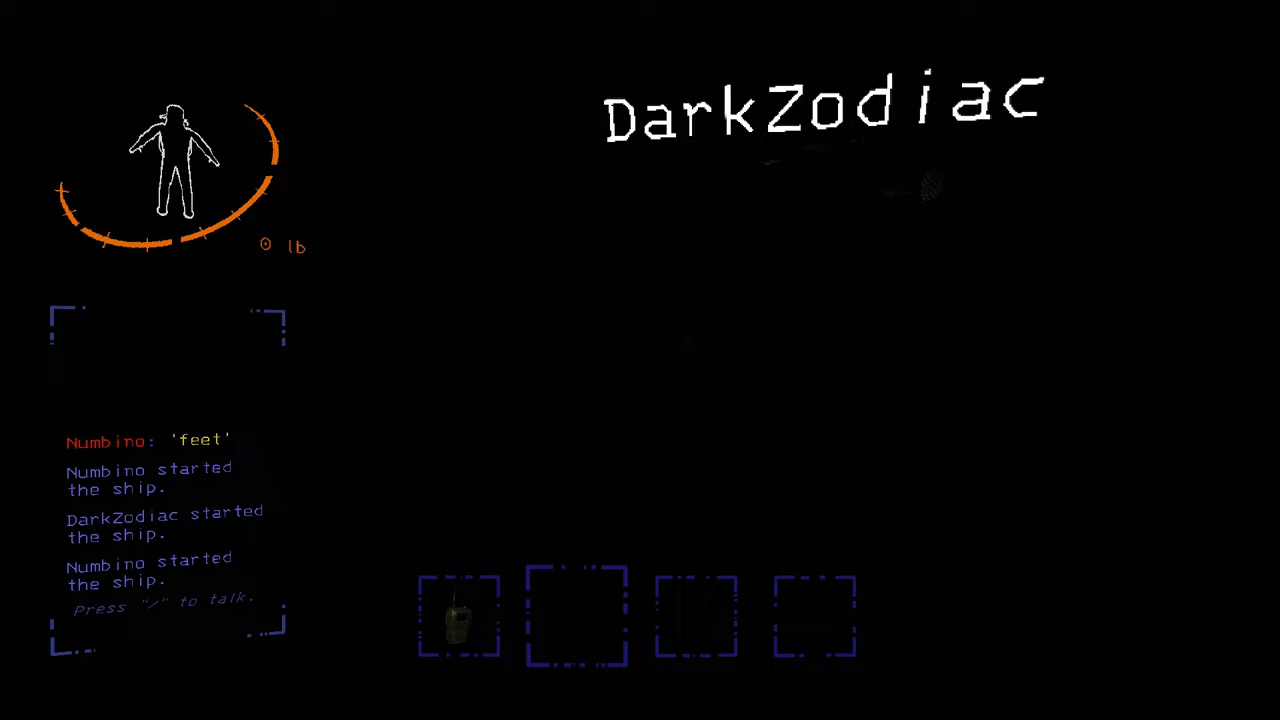 DarkZodiac
0 lb
Numbino: 'feet'
Numbino started
the ship.
DarkZodiac started
the ship.
Numbino started
the ship.
Press "/" to talk.